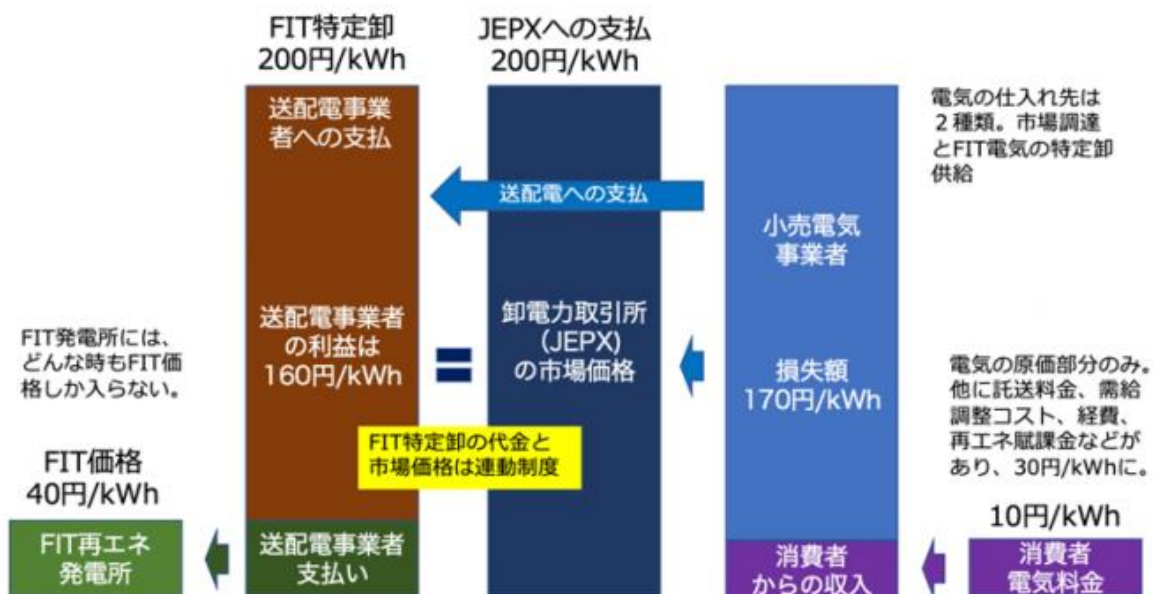 FIT特定卸
200円/kWh
JEPXへの支払
200円/kWh
送配電事業
者への支払
送配電への支払
小売電気
事業者
電気の仕入れ先は
２種類。市場調達
とFIT電気の特定卸
供給
FIT発電所には、
どんな時もFIT価
格しか入らない。
送配電事業者
の利益は
160円/kWh
卸電力取引所
(JEPX)
の市場価格
損失額
170円/kWh
電気の原価部分のみ。
他に託送料金、需給
調整コスト、経費、
再エネ賦課金などが
あり、30円/kWhに。
FIT特定卸の代金と
市場価格は連動制度
FIT価格
40円/kWh
10円/kWh
FIT再エネ
発電所
送配電事業者
支払い
消費者
からの収入
消費者
電気料金